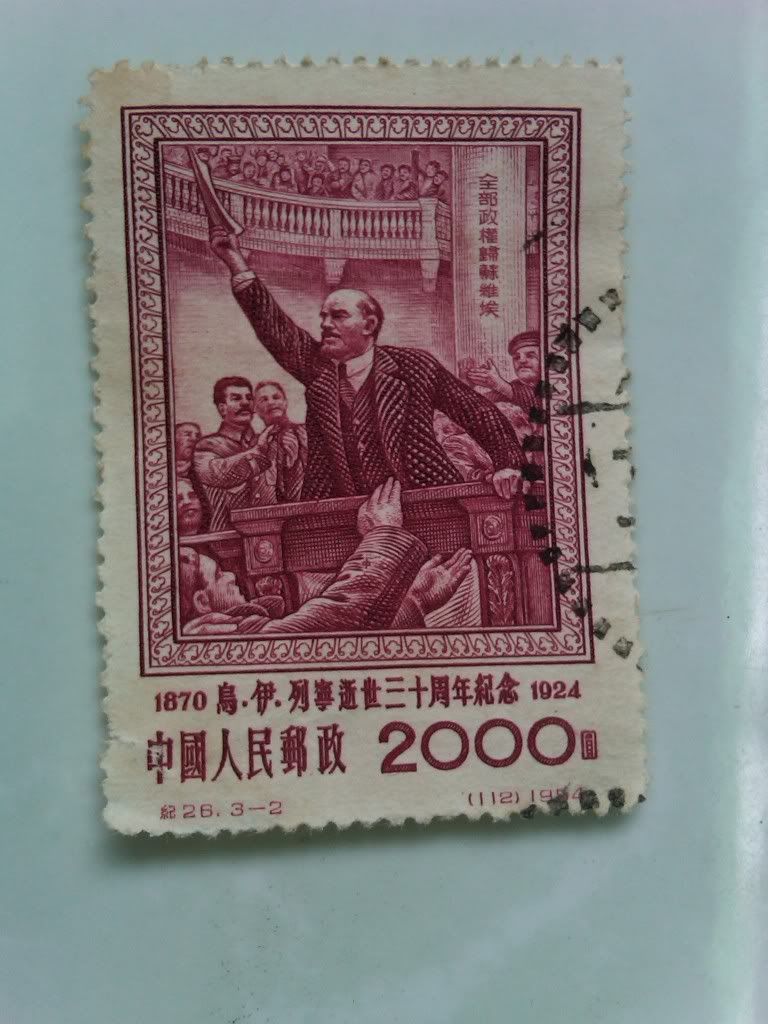 全部政權歸蘇維埃
1870 烏·伊·列寧逝世三十周年紀念 1924
中國人民郵政 2000圓
紀26.3-2 (112) 1954